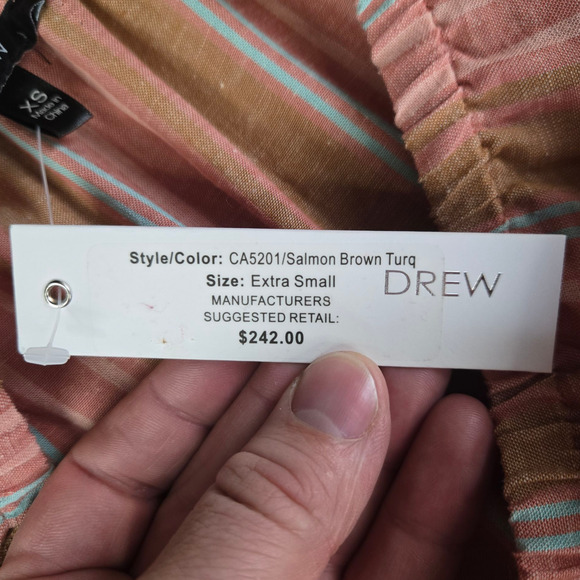 XS
Style/Color: CA5201/Salmon Brown Turq
Size: Extra Small
DREW
MANUFACTURERS
SUGGESTED RETAIL:
$242.00